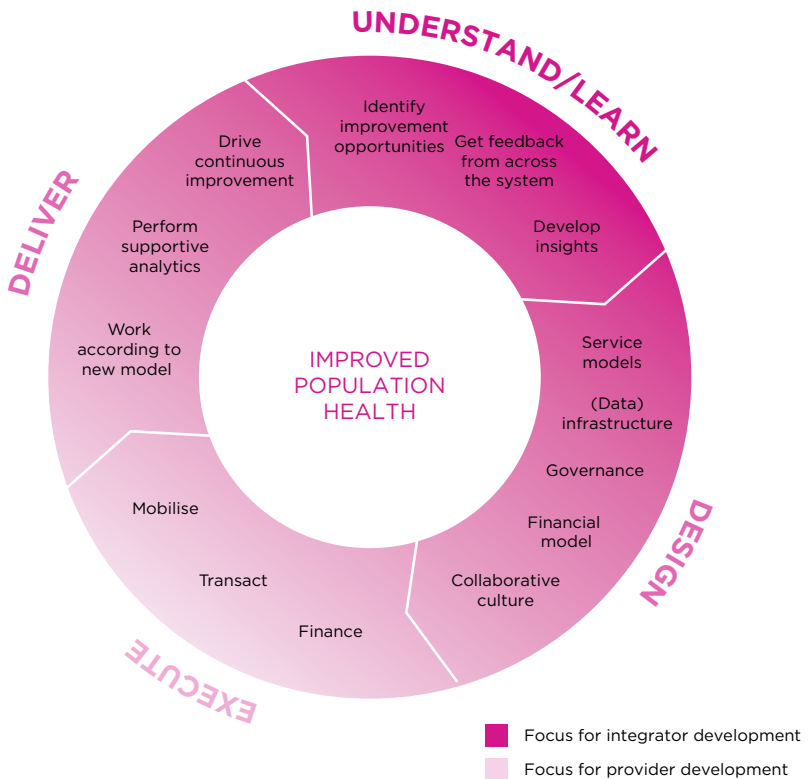 UNDERSTAND/LEARN
Identify
improvement
opportunities
Get feedback
from across
the system
Develop
insights
DESIGN
Service
models
(Data)
infrastructure
Governance
Financial
model
Collaborative
culture
EXECUTE
Finance
Transact
Mobilise
DELIVER
Work
according to
new model
Perform
supportive
analytics
Drive
continuous
improvement
IMPROVED
POPULATION
HEALTH
Focus for integrator development
Focus for provider development